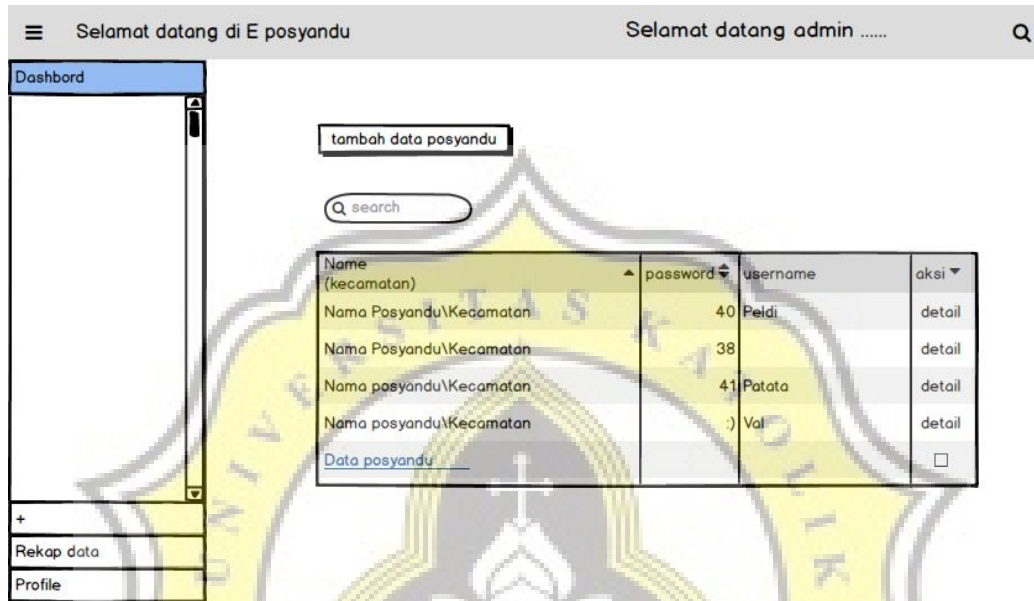 Selamat datang di E posyandu
Selamat datang admin ......
Dashbord
tambah data posyandu
search
Name
(kecamatan) password username aksi
Nama Posyandu\Kecamatan 40 Peldi detail
Nama Posyandu\Kecamatan 38 detail
Nama posyandu\Kecamatan 41 Patata detail
Nama posyandu\Kecamatan :) Val detail
Data posyandu
+
Rekap data
Profile
UNIVERSITAS KATOLIK